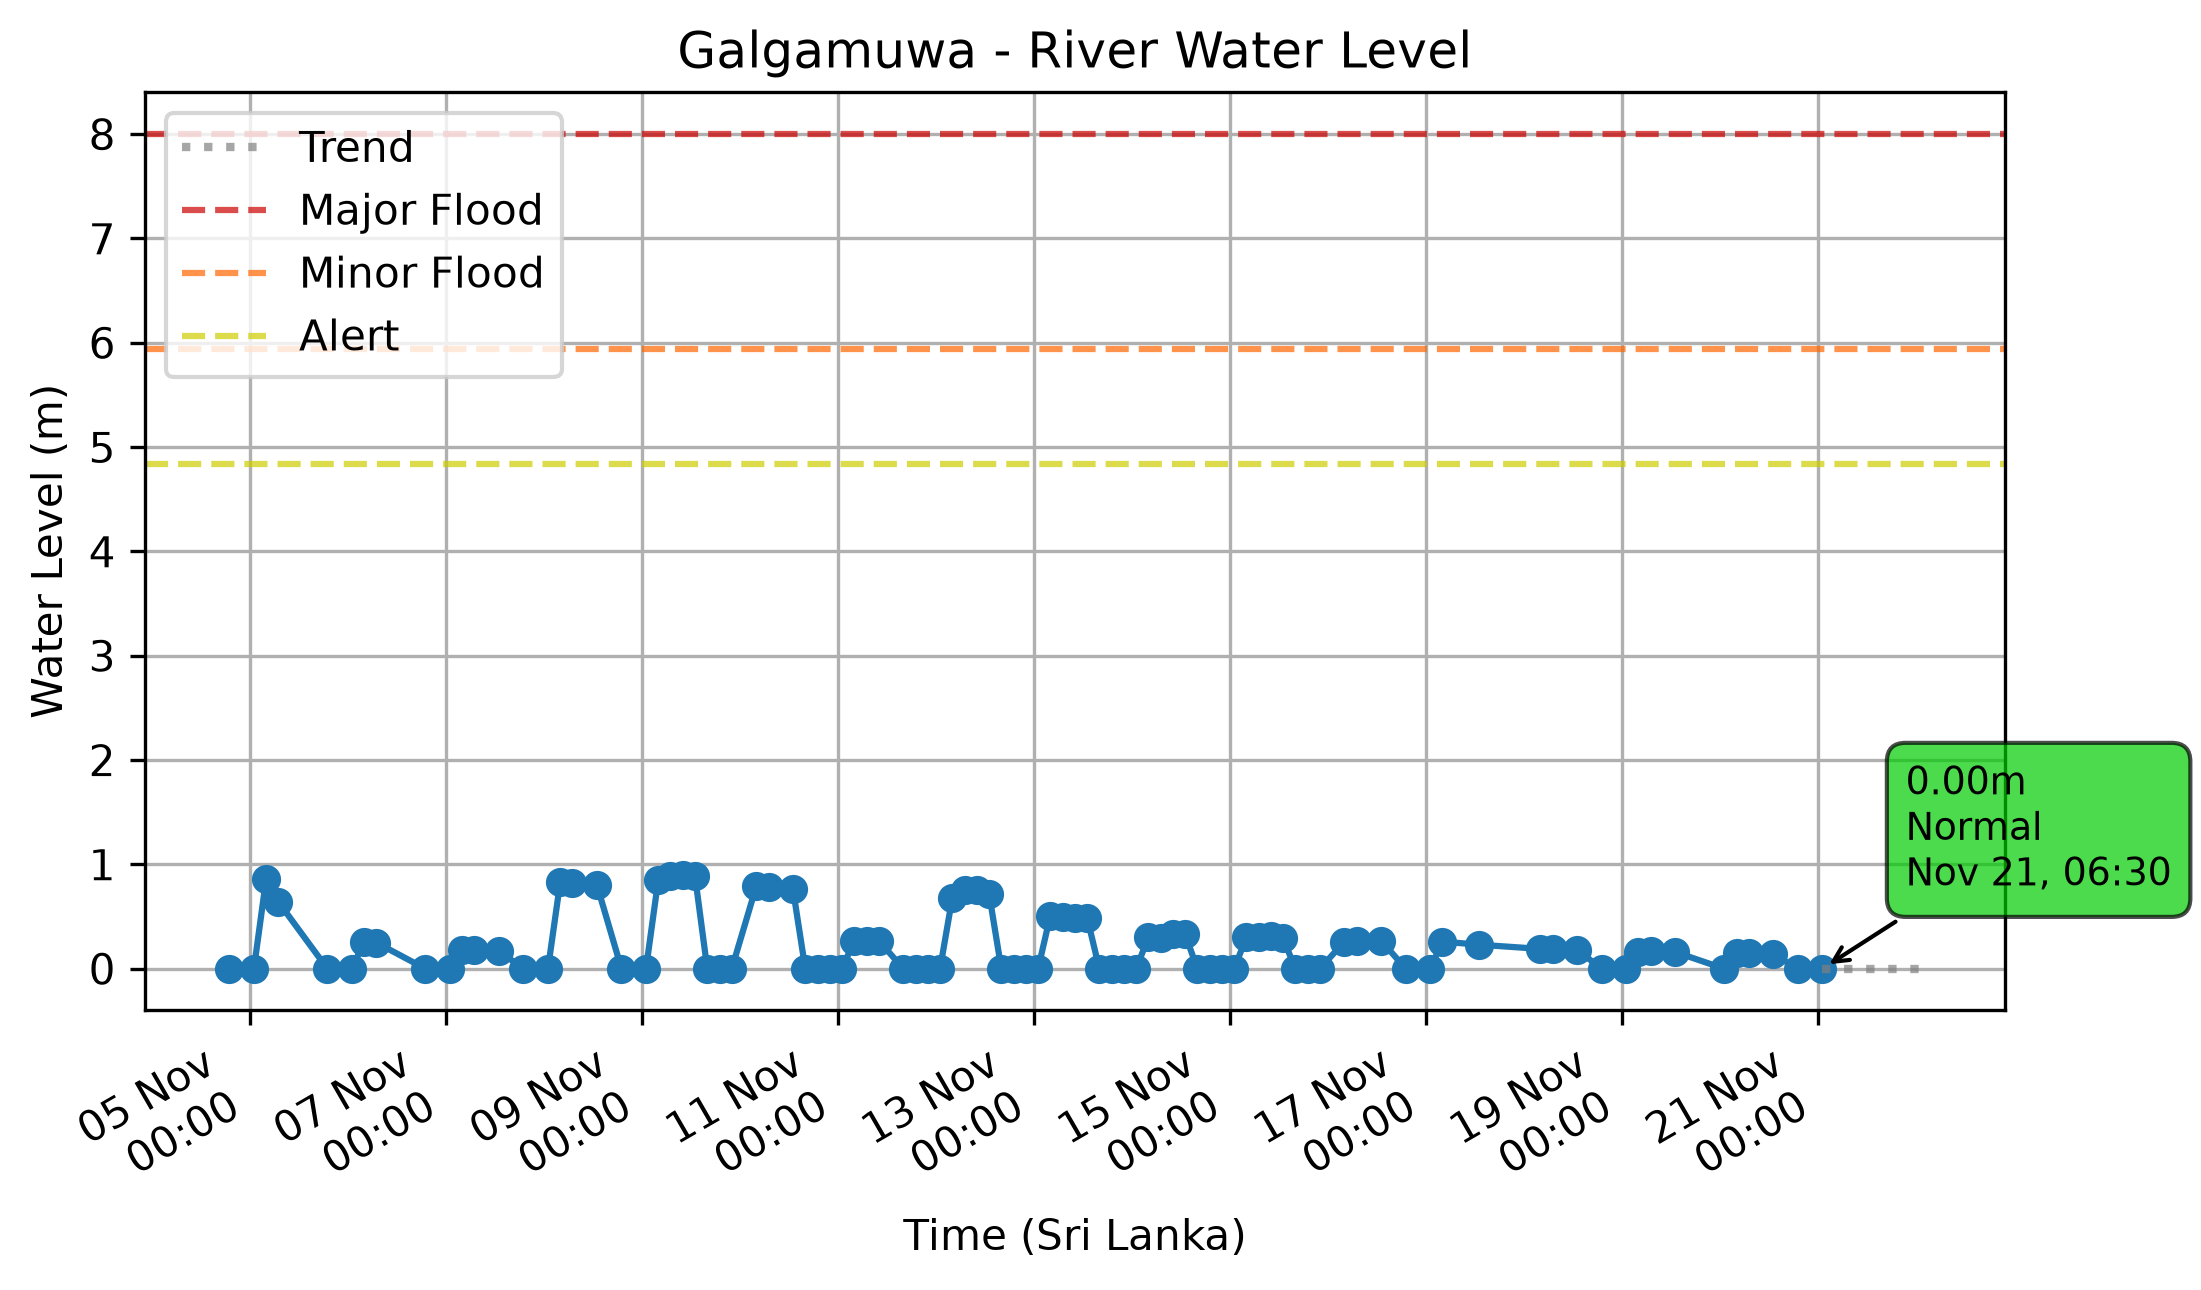 Galgamuwa - River Water Level
Trend
Major Flood
Minor Flood
Alert
Water Level (m)
8
7
6
5
4
3
2
1
0
0.00m
Normal
Nov 21, 06:30
05 Nov
00:00
07 Nov
00:00
09 Nov
00:00
11 Nov
00:00
13 Nov
00:00
15 Nov
00:00
17 Nov
00:00
19 Nov
00:00
21 Nov
00:00
Time (Sri Lanka)